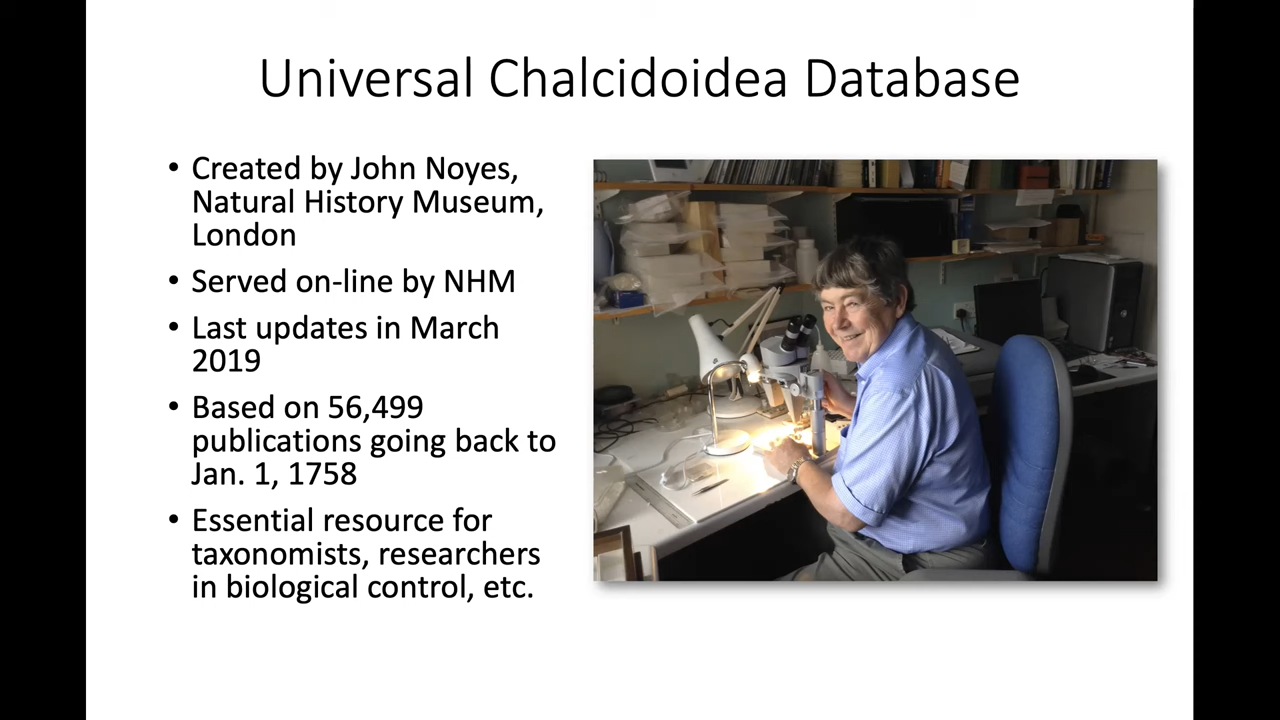 Universal Chalcidoidea Database
• Created by John Noyes,
Natural History Museum,
London
• Served on-line by NHM
• Last updates in March
2019
• Based on 56,499
publications going back to
Jan. 1, 1758
• Essential resource for
taxonomists, researchers
in biological control, etc.